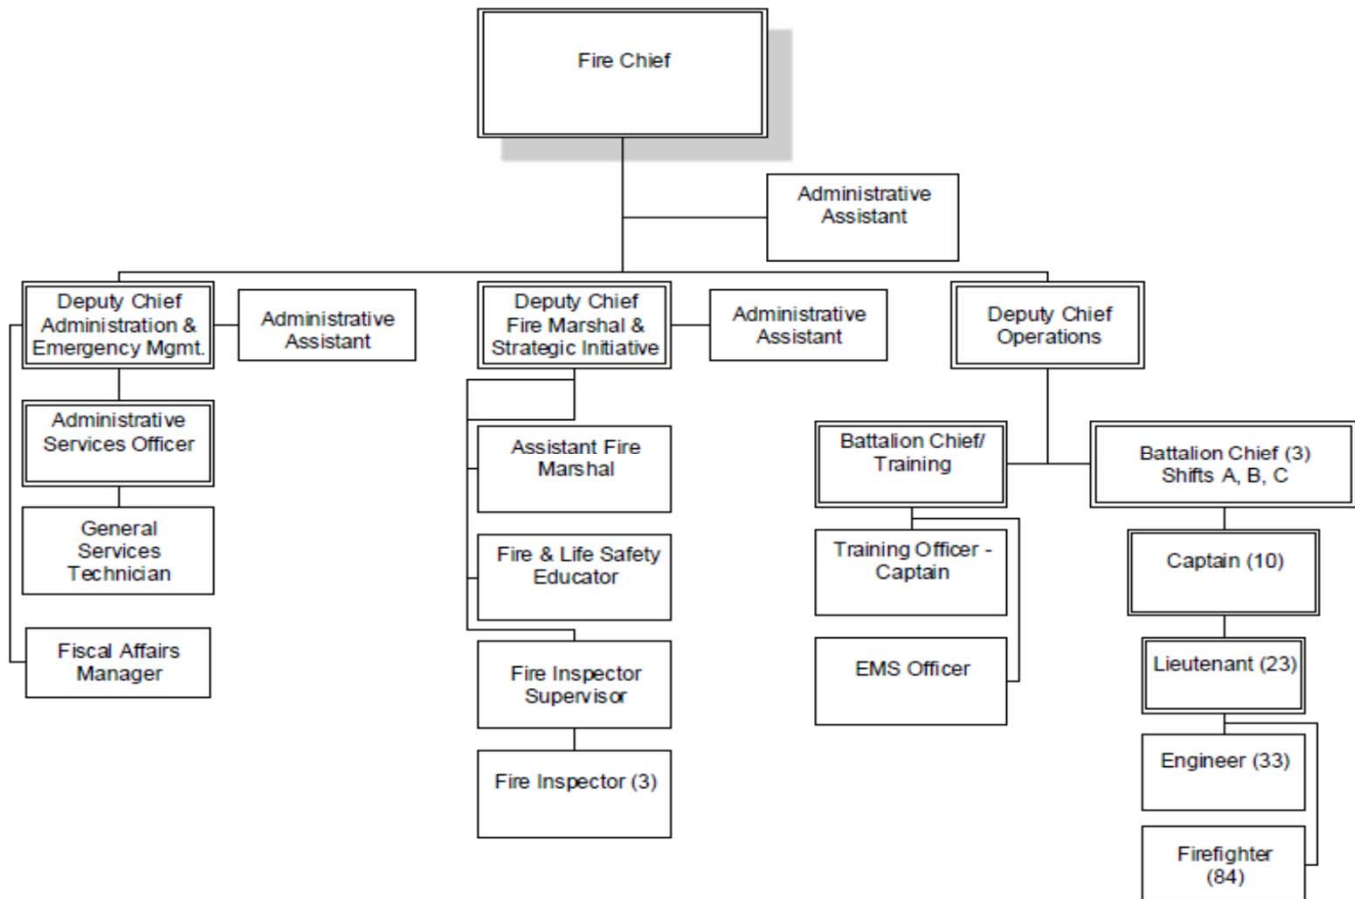 Fire Chief
Administrative
Assistant
Deputy Chief
Administration &
Emergency Mgmt.
Administrative
Assistant
Deputy Chief
Fire Marshal &
Strategic Initiative
Administrative
Assistant
Deputy Chief
Operations
Administrative
Services Officer
General
Services
Technician
Fiscal Affairs
Manager
Assistant Fire
Marshal
Fire & Life Safety
Educator
Fire Inspector
Supervisor
Fire Inspector (3)
Battalion Chief/
Training
Training Officer -
Captain
EMS Officer
Battalion Chief (3)
Shifts A, B, C
Captain (10)
Lieutenant (23)
Engineer (33)
Firefighter
(84)